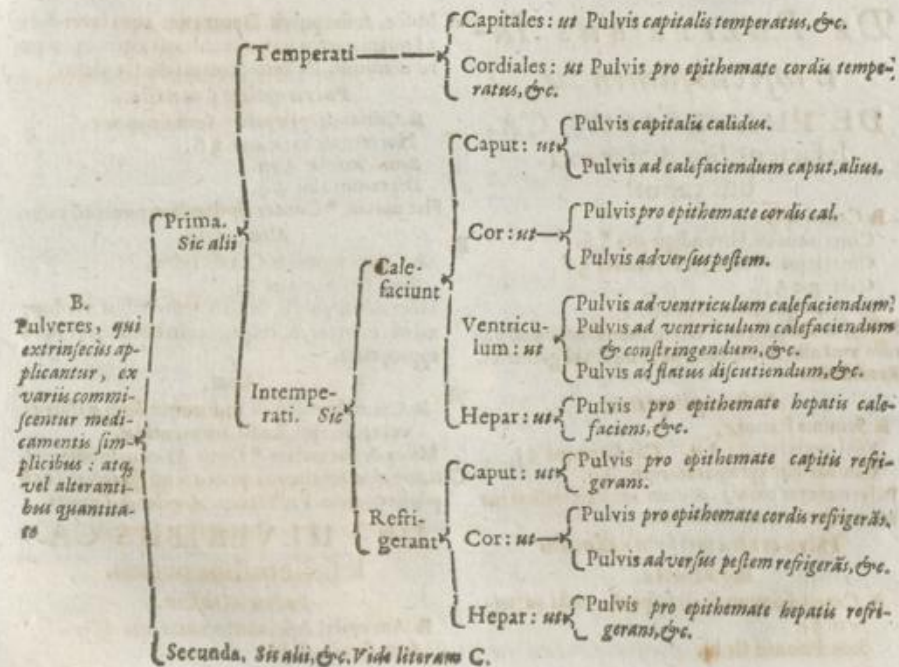 Capitales: ut Pulvis capitalis temperatus, &c.
Temperati
Cordiales: ut Pulvis pro epithemate cordis tempe-
ratus, &c.
Pulvis capitalis calidus.
Caput: ut
Pulvis ad calefaciendum caput, alius.
Prima.
Sic alii
Pulvis pro epithemate cordis cal.
Cor: ut
Pulvis adversus pestem.
Cale-
faciunt
B.
Pulveres, qui
extrinsecùs ap-
plicantur, ex
variis commi-
scentur medi-
camentis sim-
plicibus: atq
vel alteranti-
bus quantita-
te
Pulvis ad ventriculum calefaciendum.
Ventricu-
lum: ut
Pulvis ad ventriculum calefaciendum
& constringendum, &c.
Pulvis ad flatus discutiendum, &c.
Intempe-
rati. Sic
Hepar: ut
Pulvis pro epithemate hepatis cale-
faciens, &c.
Caput: ut
Pulvis pro epithemate capitis refri-
gerans.
Refri-
gerant
Pulvis pro epithemate cordis refrigerãs.
Cor: ut
Pulvis adversus pestem refrigerãs, &c.
Hepar: ut
Pulvis pro epithemate hepatis refri-
gerans, &c.
Secunda. Sic alii, &c. Vide literam C.